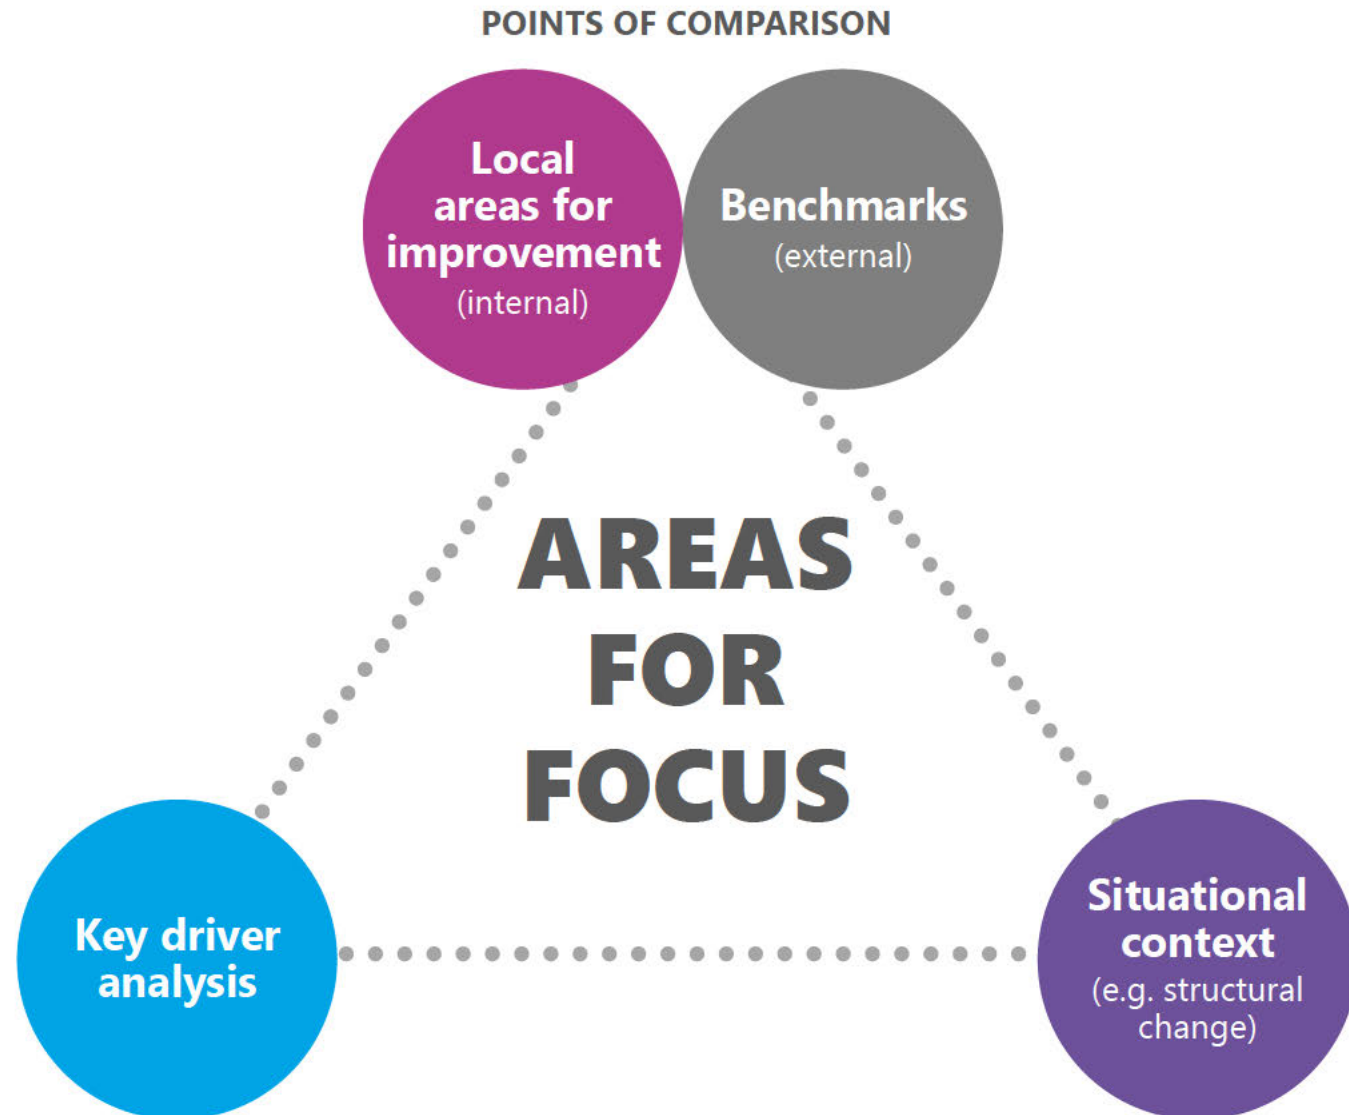 POINTS OF COMPARISON
Local
areas for
improvement
(internal)
Benchmarks
(external)
AREAS
FOR
FOCUS
Key driver
analysis
Situational
context
(e.g. structural
change)